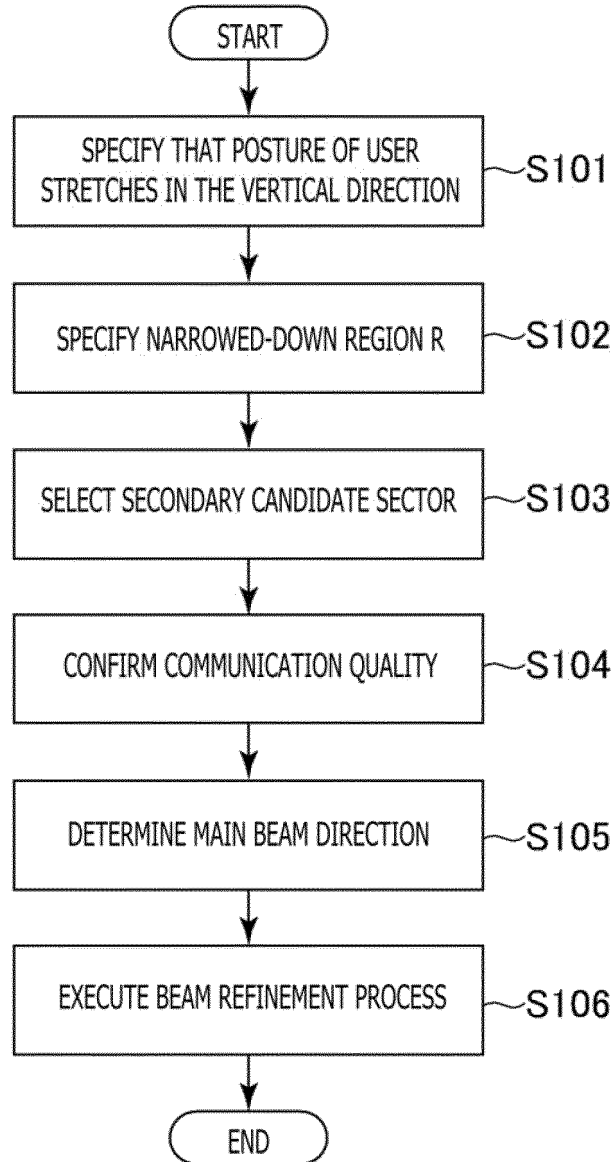 START
SPECIFY THAT POSTURE OF USER
STRETCHES IN THE VERTICAL DIRECTION
S101
SPECIFY NARROWED-DOWN REGION R
S102
SELECT SECONDARY CANDIDATE SECTOR
S103
CONFIRM COMMUNICATION QUALITY
S104
DETERMINE MAIN BEAM DIRECTION
S105
EXECUTE BEAM REFINEMENT PROCESS
S106
END